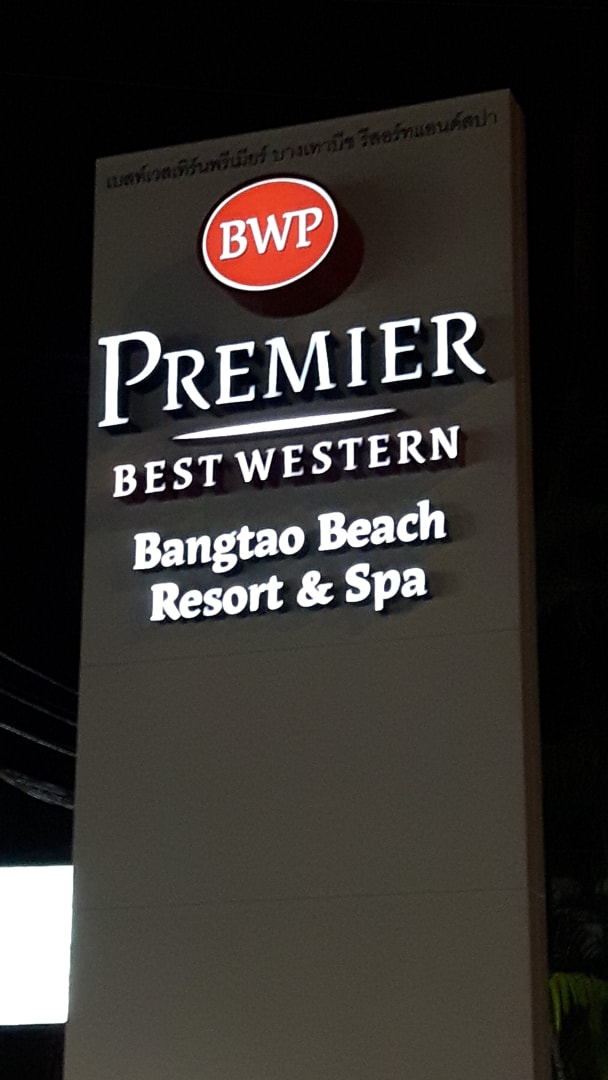 เบสท์เวสเทิร์นพรีเมียร์ บางเทาบีช รีสอร์ทแอนด์สปา
BWP
PREMIER
BEST WESTERN
Bangtao Beach
Resort & Spa